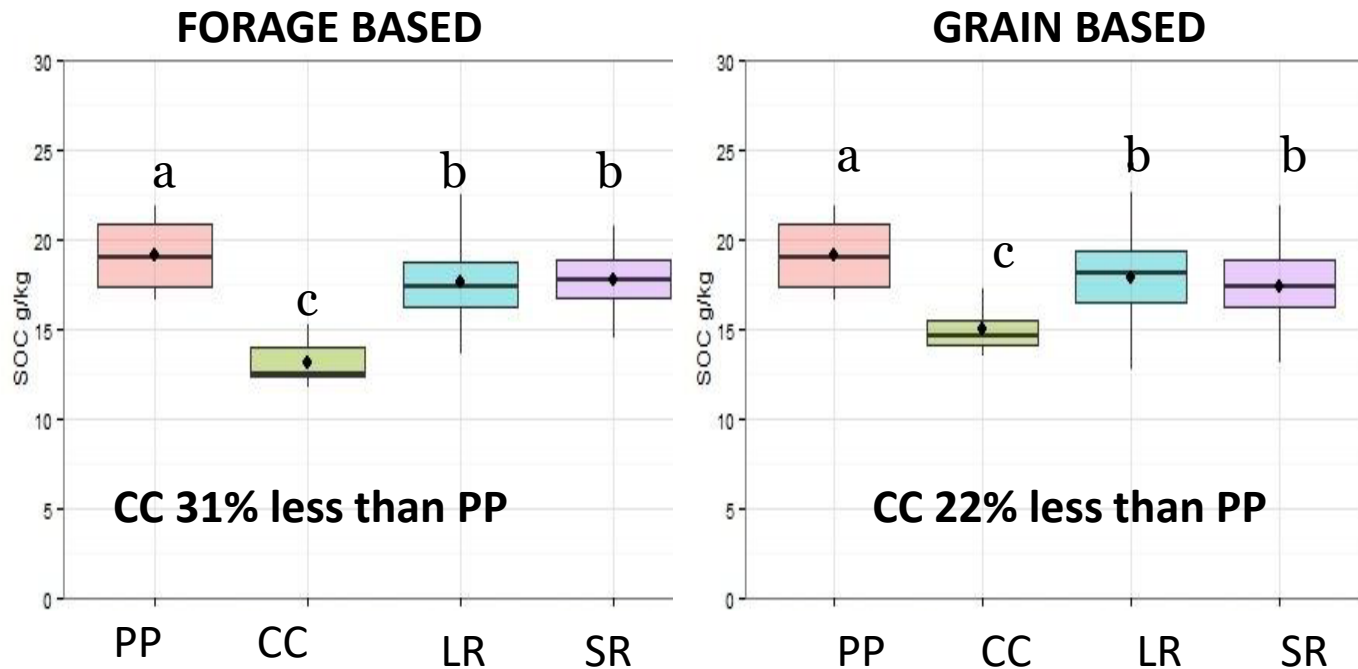 FORAGE BASED
30
25
20
15
10
5
0
SOC g/kg
a
c
b
b
CC 31% less than PP
PP
CC
LR
SR
GRAIN BASED
30
25
20
15
10
5
0
SOC g/kg
a
c
b
b
CC 22% less than PP
PP
CC
LR
SR